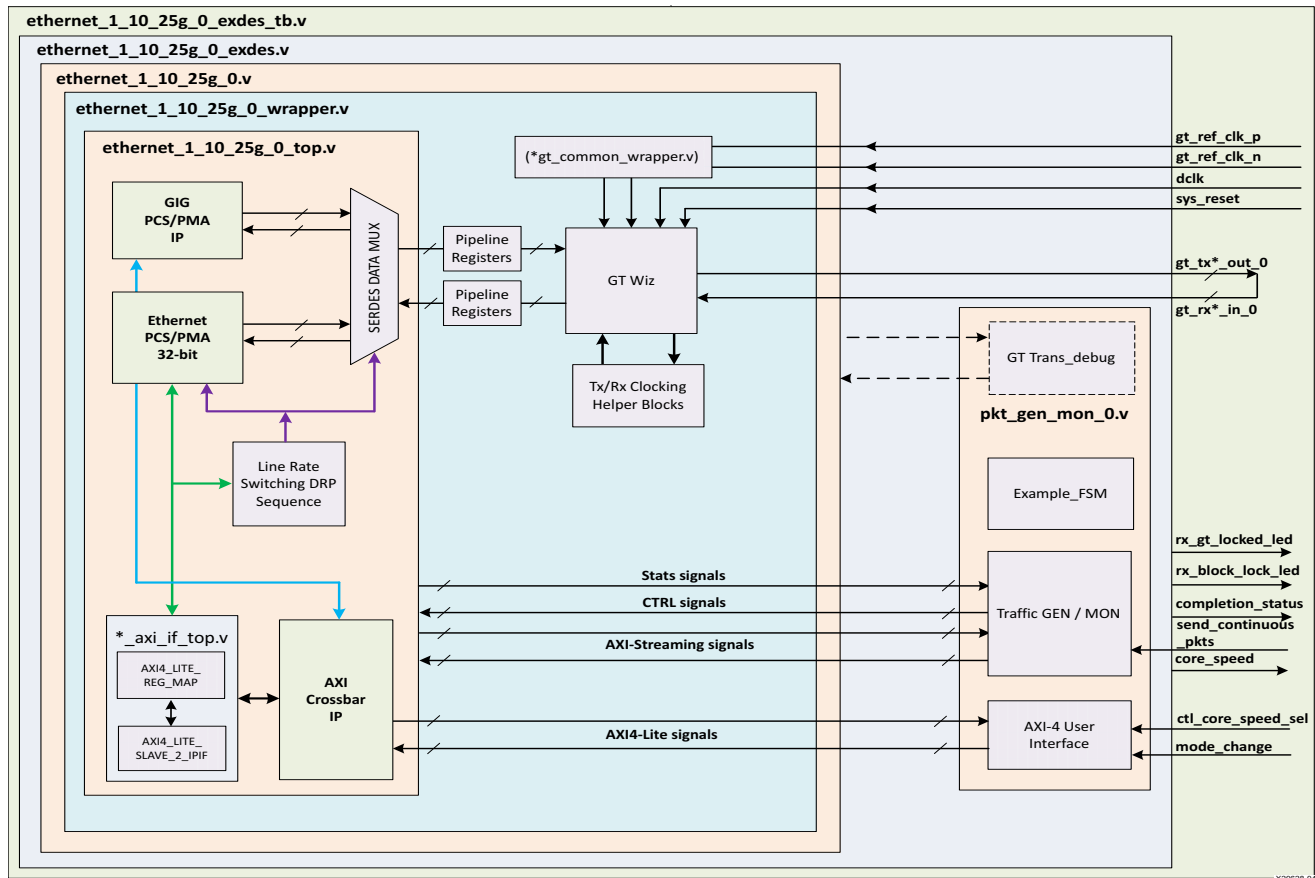 ethernet_1_10_25g_0_exdes_tb.v
ethernet_1_10_25g_0_exdes.v
ethernet_1_10_25g_0.v
ethernet_1_10_25g_0_wrapper.v
ethernet_1_10_25g_0_top.v
GIG
PCS/PMA
IP
Ethernet
PCS/PMA
32-bit
SERDES DATA MUX
Line Rate
Switching DRP
Sequence
*_axi_if_top.v
AXI4_LITE_
REG_MAP
AXI4_LITE_
SLAVE_2_IPIF
AXI
Crossbar
IP
Pipeline
Registers
Pipeline
Registers
(*gt_common_wrapper.v)
GT Wiz
Tx/Rx Clocking
Helper Blocks
Stats signals
CTRL signals
AXI-Streaming signals
AXI4-Lite signals
GT Trans_debug
pkt_gen_mon_0.v
Example_FSM
Traffic GEN / MON
AXI-4 User
Interface
gt_ref_clk_p
gt_ref_clk_n
dclk
sys_reset
gt_tx*_out_0
gt_rx*_in_0
rx_gt_locked_led
rx_block_lock_led
completion_status
send_continuous
_pkts
core_speed
ctl_core_speed_sel
mode_change